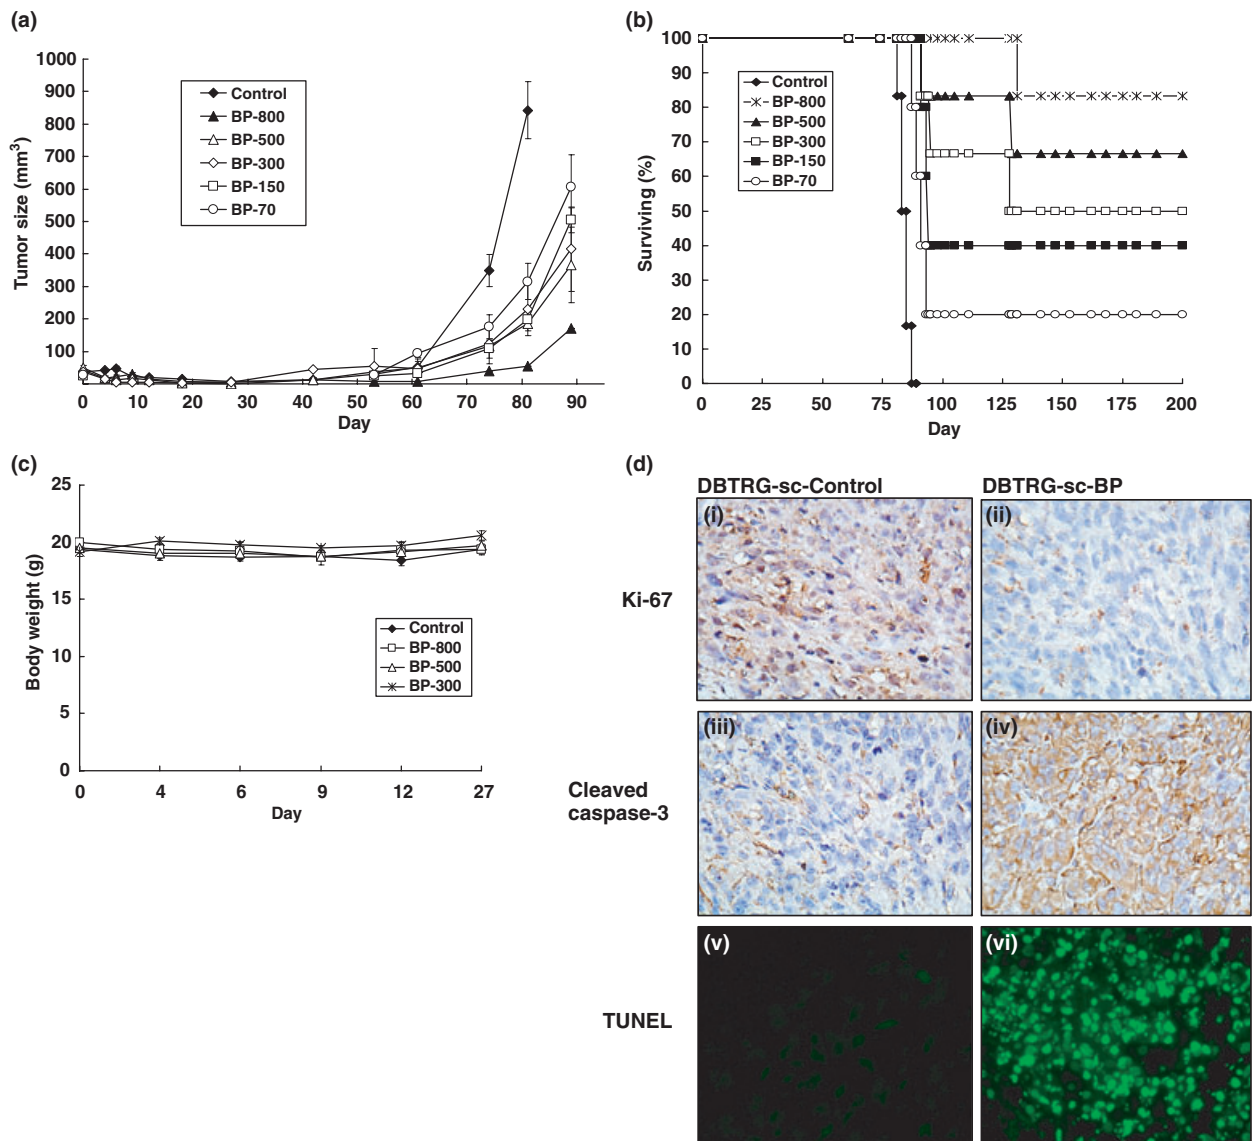 (a)
1000
900
800
700
600
500
400
300
200
100
Tumor size (mm³)
Control
BP-800
BP-500
BP-300
BP-150
BP-70
0 10 20 30 40 50 60 70 80 90
Day
(b)
100
90
80
70
60
50
40
30
20
10
0
Surviving (%)
Control
BP-800
BP-500
BP-300
BP-150
BP-70
0 25 50 75 100 125 150 175 200
Day
(c)
25
20
15
10
5
0
Body weight (g)
Control
BP-800
BP-500
BP-300
0 4 6 9 12 27
Day
(d)
DBTRG-sc-Control DBTRG-sc-BP
(i) (ii)
Ki-67
(iii) (iv)
Cleaved
caspase-3
(v) (vi)
TUNEL